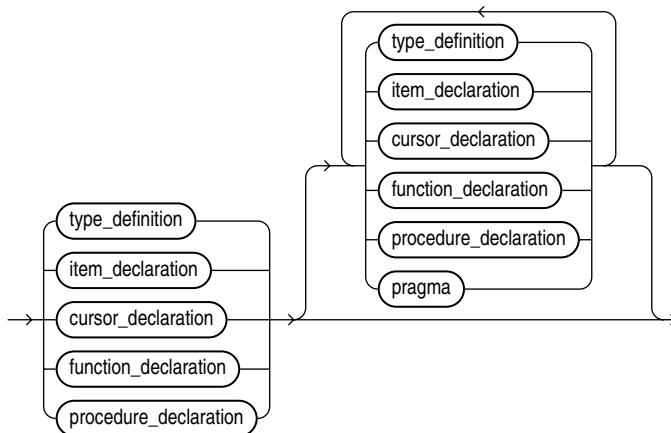 type_definition
item_declaration
cursor_declaration
function_declaration
procedure_declaration
type_definition
item_declaration
cursor_declaration
function_declaration
procedure_declaration
pragma